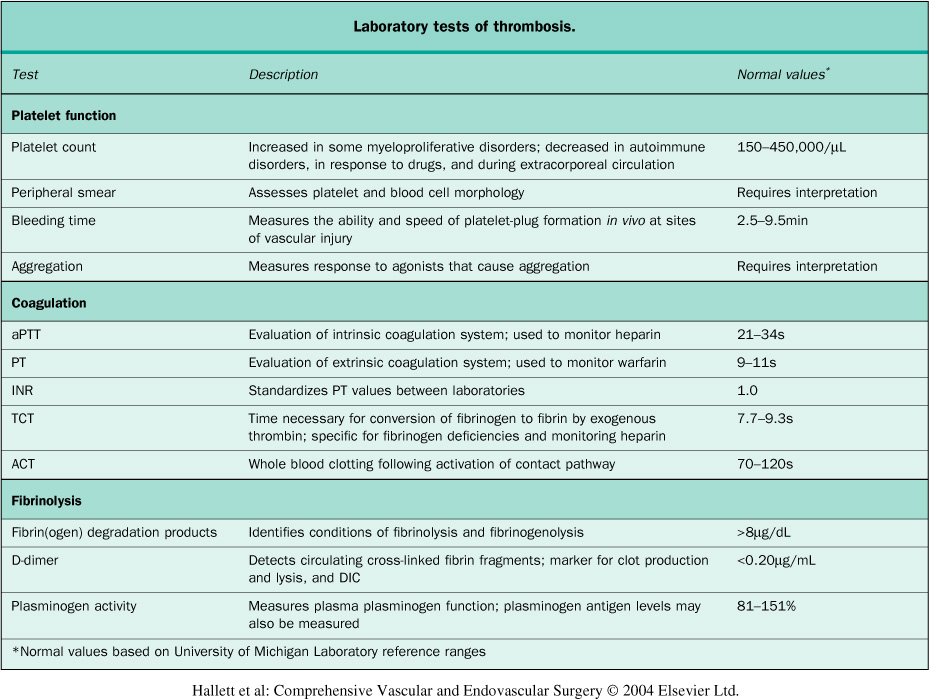 Laboratory tests of thrombosis.
Test Description Normal values*
Platelet function
Platelet count Increased in some myeloproliferative disorders; decreased in autoimmune 150–450,000/μL
disorders, in response to drugs, and during extracorporeal circulation
Peripheral smear Assesses platelet and blood cell morphology Requires interpretation
Bleeding time Measures the ability and speed of platelet-plug formation in vivo at sites 2.5–9.5min
of vascular injury
Aggregation Measures response to agonists that cause aggregation Requires interpretation
Coagulation
aPTT Evaluation of intrinsic coagulation system; used to monitor heparin 21–34s
PT Evaluation of extrinsic coagulation system; used to monitor warfarin 9–11s
INR Standardizes PT values between laboratories 1.0
TCT Time necessary for conversion of fibrinogen to fibrin by exogenous 7.7–9.3s
thrombin; specific for fibrinogen deficiencies and monitoring heparin
ACT Whole blood clotting following activation of contact pathway 70–120s
Fibrinolysis
Fibrin(ogen) degradation products Identifies conditions of fibrinolysis and fibrinogenolysis >8μg/dL
D-dimer Detects circulating cross-linked fibrin fragments; marker for clot production <0.20μg/mL
and lysis, and DIC
Plasminogen activity Measures plasma plasminogen function; plasminogen antigen levels may 81–151%
also be measured
*Normal values based on University of Michigan Laboratory reference ranges
Hallett et al: Comprehensive Vascular and Endovascular Surgery © 2004 Elsevier Ltd.